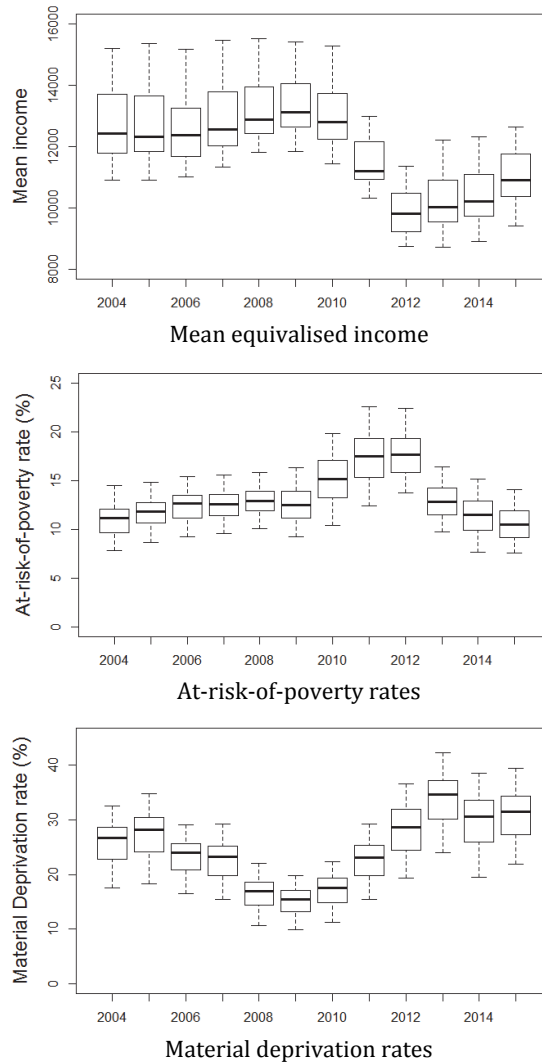 Mean income
16000
14000
12000
10000
8000
2004 2006 2008 2010 2012 2014
Mean equivalised income
At-risk-of-poverty rate (%)
25
20
15
10
5
0
2004 2006 2008 2010 2012 2014
At-risk-of-poverty rates
Material Deprivation rate (%)
40
30
20
10
0
2004 2006 2008 2010 2012 2014
Material deprivation rates